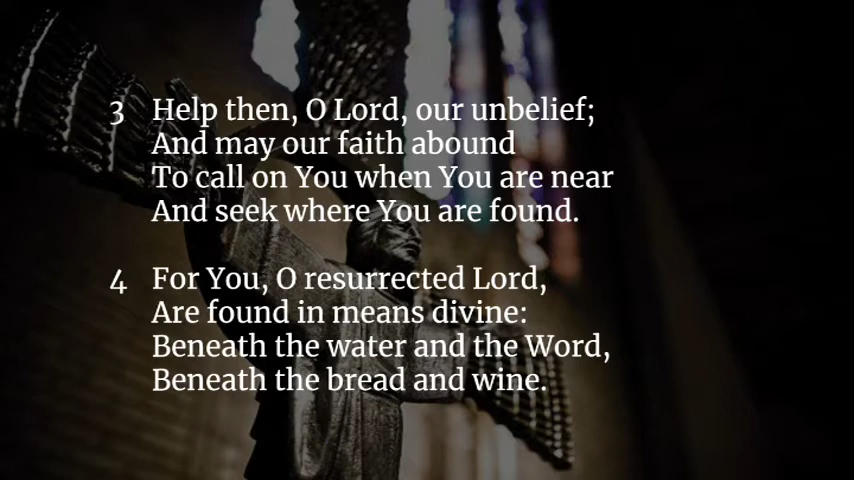 3 Help then, O Lord, our unbelief;
And may our faith abound
To call on You when You are near
And seek where You are found.
4 For You, O resurrected Lord,
Are found in means divine:
Beneath the water and the Word,
Beneath the bread and wine.